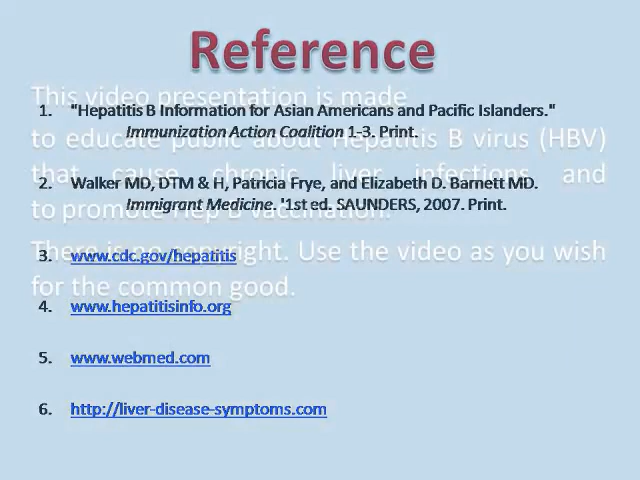 Reference
1. "Hepatitis B Information for Asian Americans and Pacific Islanders."
Immunization Action Coalition 1-3. Print.
2. Walker MD, DTM & H, Patricia Frye, and Elizabeth D. Barnett MD.
Immigrant Medicine. '1st ed. SAUNDERS, 2007. Print.
3. www.cdc.gov/hepatitis
4. www.hepatitisinfo.org
5. www.webmed.com
6. http://liver-disease-symptoms.com
This video presentation is made
to educate public about Hepatitis B virus (HBV)
that cause chronic liver infections and
to promote Hep B vaccination.
There is no copyright. Use the video as you wish
for the common good.